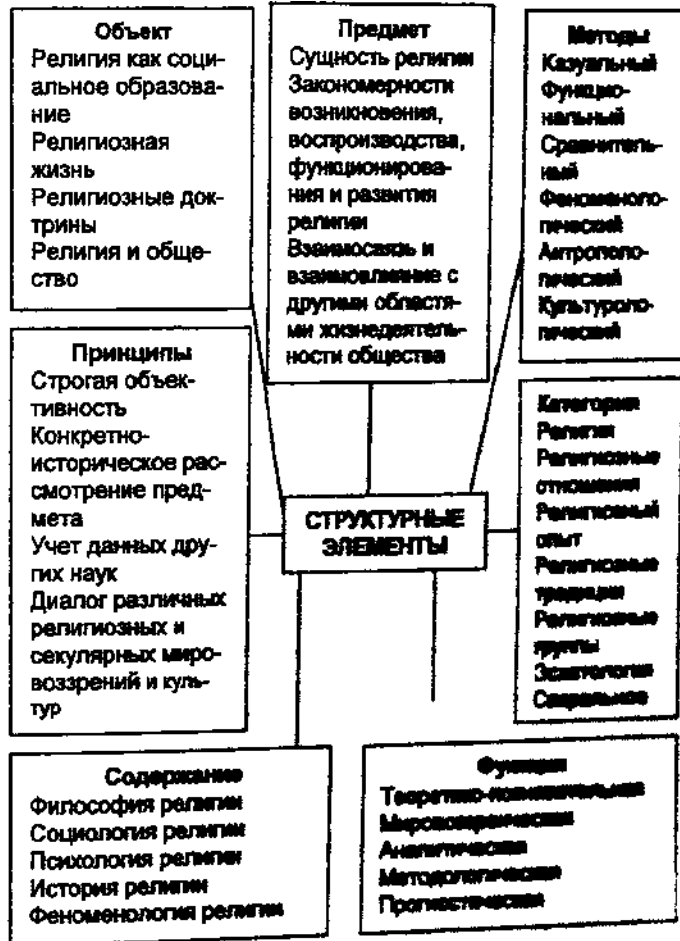 Объект
Религия как соци-
альное образова-
ние
Религиозная
жизнь
Религиозные док-
трины
Религия и обще-
ство
Предмет
Сущность религии
Закономерности
возникновения,
воспроизводства,
функционирова-
ния и развития
религии
Взаимосвязь и
взаимовлияние с
другими областя-
ми жизнедеятель-
ности общества
Методы
Казуальный
Функцио-
нальный
Сравнитель-
ный
Феноменоло-
гический
Антрополо-
гический
Культуроло-
гический
Принципы
Строгая объек-
тивность
Конкретно-
историческое рас-
смотрение пред-
мета
Учет данных дру-
гих наук
Диалог различных
религиозных и
секулярных миро-
воззрений и куль-
тур
СТРУКТУРНЫЕ
ЭЛЕМЕНТЫ
Категория
Религия
Религиозные
отношения
Религиозный
опыт
Религиозные
традиции
Религиозные
группы
Эсхатология
Сакральное
Содержание
Философия религии
Социология религии
Психология религии
История религии
Феноменология религии
Функции
Теоретико-познавательная
Мировоззренческая
Аналитическая
Методологическая
Прогностическая